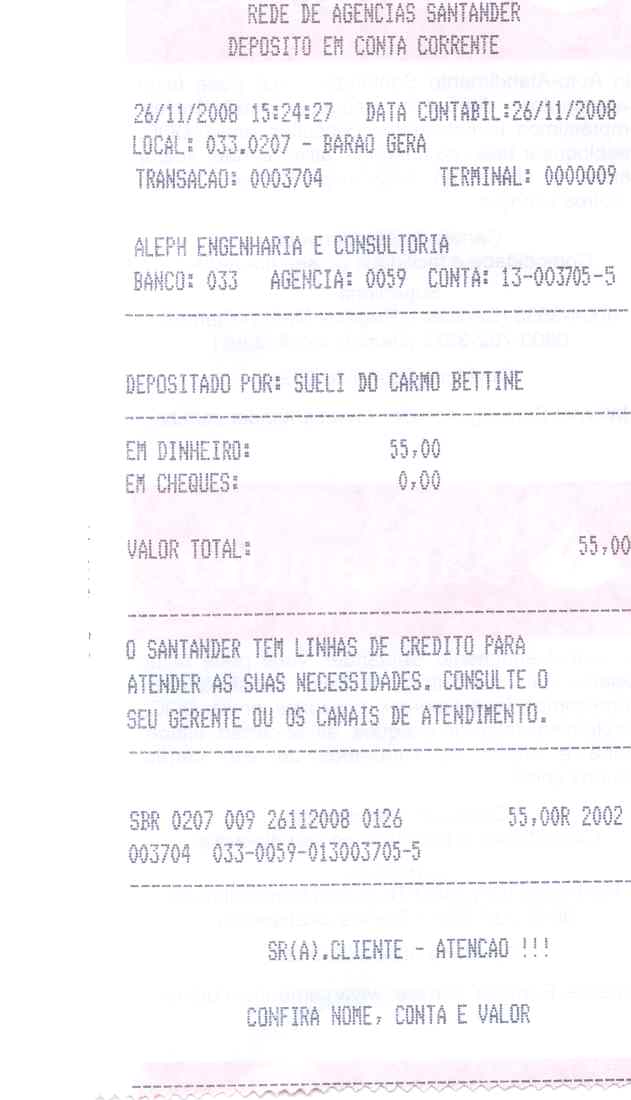 REDE DE AGENCIAS SANTANDER
DEPOSITO EM CONTA CORRENTE
26/11/2008 15:24:27 DATA CONTABIL:26/11/2008
LOCAL: 033.0207 - BARAO GERA
TRANSACAO: 0003704 TERMINAL: 0000009
ALEPH ENGENHARIA E CONSULTORIA
BANCO: 033 AGENCIA: 0059 CONTA: 13-003705-5
DEPOSITADO POR: SUELI DO CARMO BETTINE
EM DINHEIRO: 55,00
EM CHEQUES: 0,00
VALOR TOTAL: 55,00
O SANTANDER TEM LINHAS DE CREDITO PARA
ATENDER AS SUAS NECESSIDADES. CONSULTE O
SEU GERENTE OU OS CANAIS DE ATENDIMENTO.
SBR 0207 009 26112008 0126 55,00R 2002
003704 033-0059-013003705-5
SR(A).CLIENTE - ATENCAO !!!
CONFIRA NOME, CONTA E VALOR